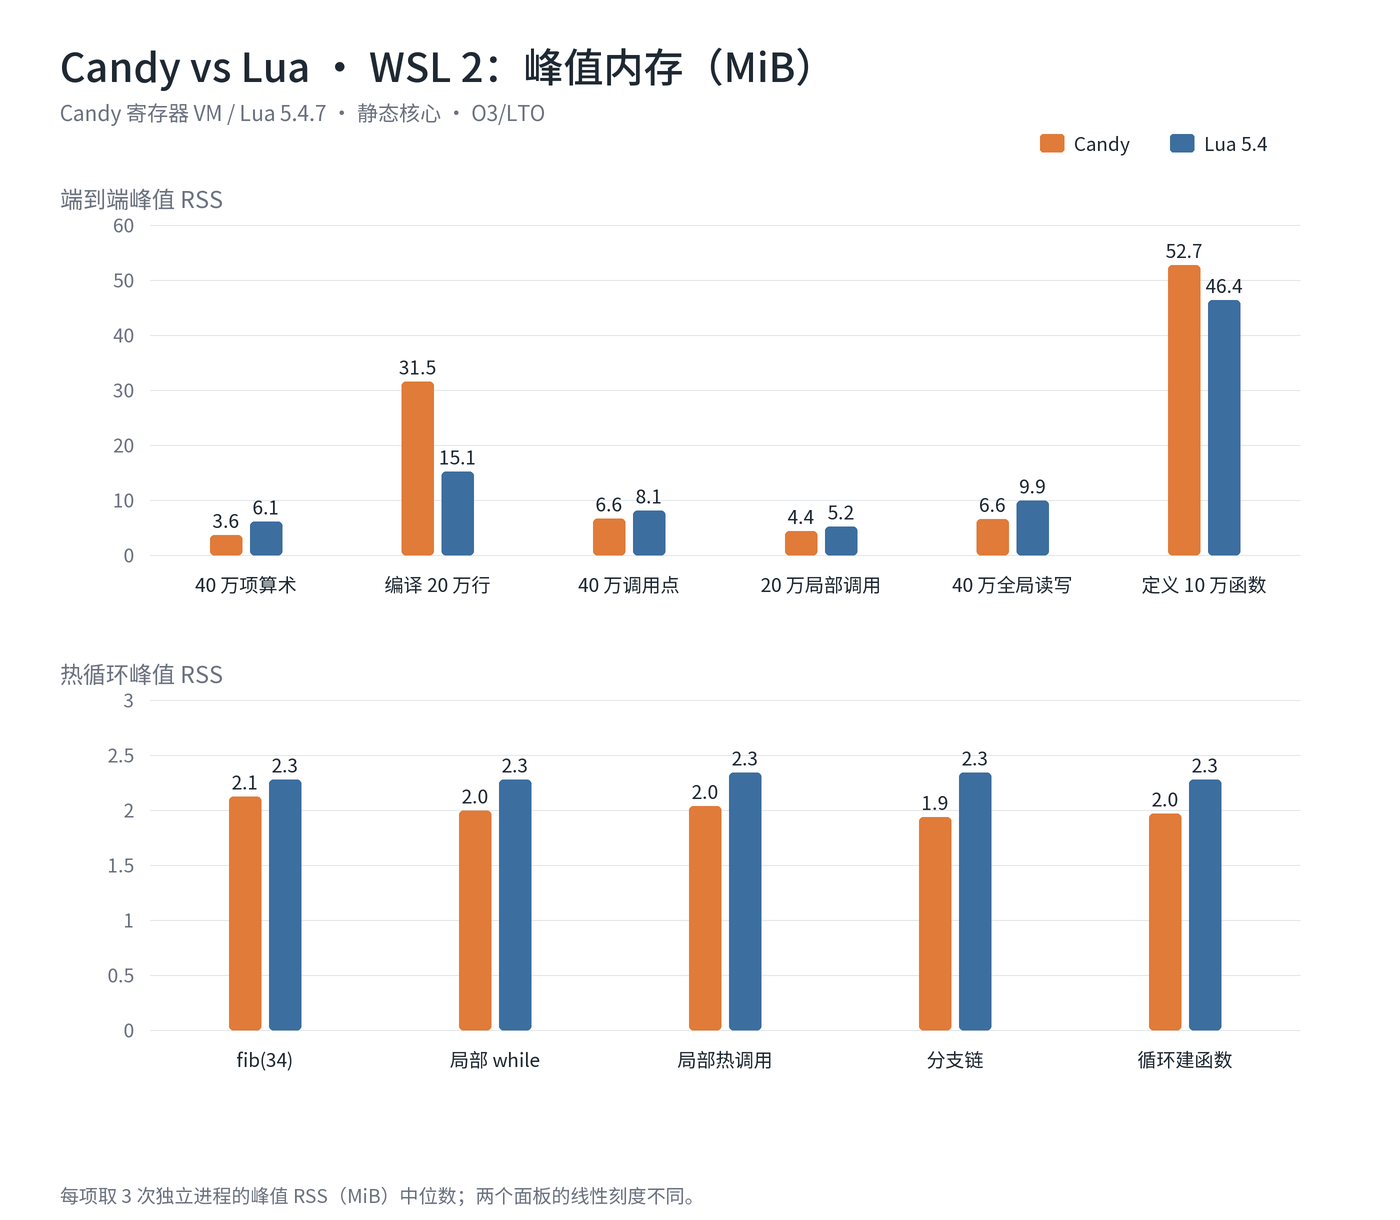 Candy vs Lua · WSL 2：峰值内存（MiB）
Candy 寄存器 VM / Lua 5.4.7 · 静态核心 · O3/LTO
Candy
Lua 5.4
端到端峰值 RSS
60
50
40
30
20
10
0
3.6
6.1
31.5
15.1
6.6
8.1
4.4
5.2
6.6
9.9
52.7
46.4
40 万项算术
编译 20 万行
40 万调用点
20 万局部调用
40 万全局读写
定义 10 万函数
热循环峰值 RSS
3
2.5
2
1.5
1
0.5
0
2.1
2.3
2.0
2.3
2.0
2.3
1.9
2.3
2.0
2.3
fib(34)
局部 while
局部热调用
分支链
循环建函数
每项取 3 次独立进程的峰值 RSS（MiB）中位数；两个面板的线性刻度不同。